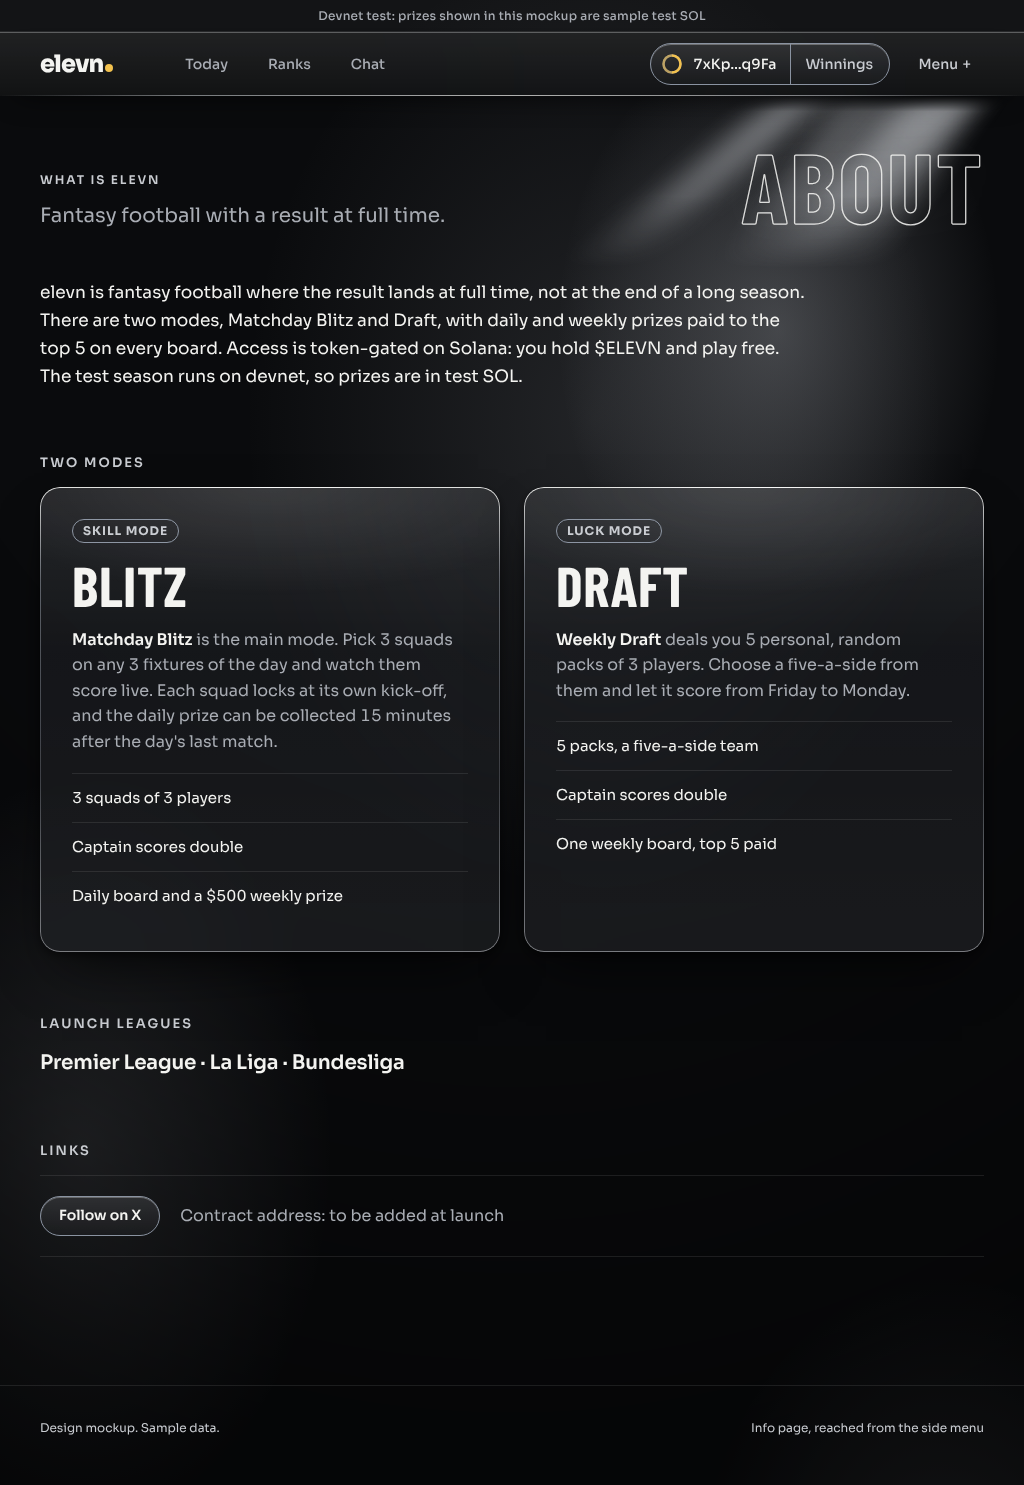 Devnet test: prizes shown in this mockup are sample test SOL
elevn.
Today
Ranks
Chat
7xKp...q9Fa
Winnings
Menu +
WHAT IS ELEVN
Fantasy football with a result at full time.
ABOUT
elevn is fantasy football where the result lands at full time, not at the end of a long season.
There are two modes, Matchday Blitz and Draft, with daily and weekly prizes paid to the
top 5 on every board. Access is token-gated on Solana: you hold $ELEVN and play free.
The test season runs on devnet, so prizes are in test SOL.
TWO MODES
SKILL MODE
BLITZ
Matchday Blitz is the main mode. Pick 3 squads
on any 3 fixtures of the day and watch them
score live. Each squad locks at its own kick-off,
and the daily prize can be collected 15 minutes
after the day's last match.
3 squads of 3 players
Captain scores double
Daily board and a $500 weekly prize
LUCK MODE
DRAFT
Weekly Draft deals you 5 personal, random
packs of 3 players. Choose a five-a-side from
them and let it score from Friday to Monday.
5 packs, a five-a-side team
Captain scores double
One weekly board, top 5 paid
LAUNCH LEAGUES
Premier League · La Liga · Bundesliga
LINKS
Follow on X
Contract address: to be added at launch
Design mockup. Sample data.
Info page, reached from the side menu